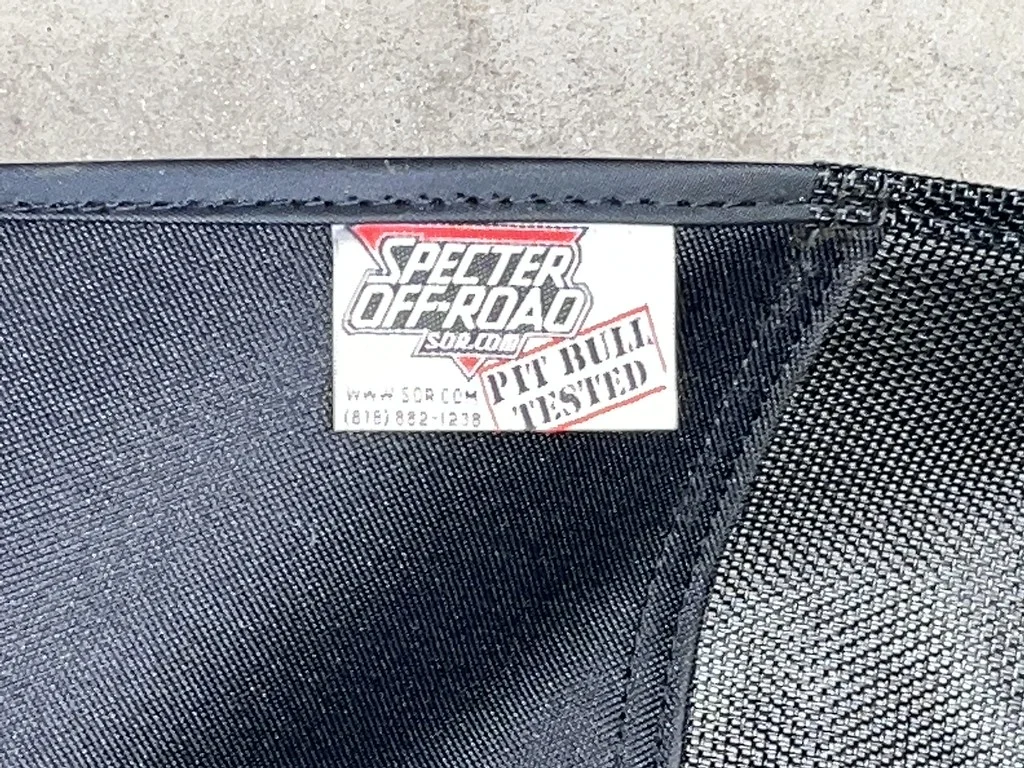 SPECTER
OFF-ROAD
SOR.COM
PIT BULL
TESTED
WWW.SOR.COM
(818) 882-1238